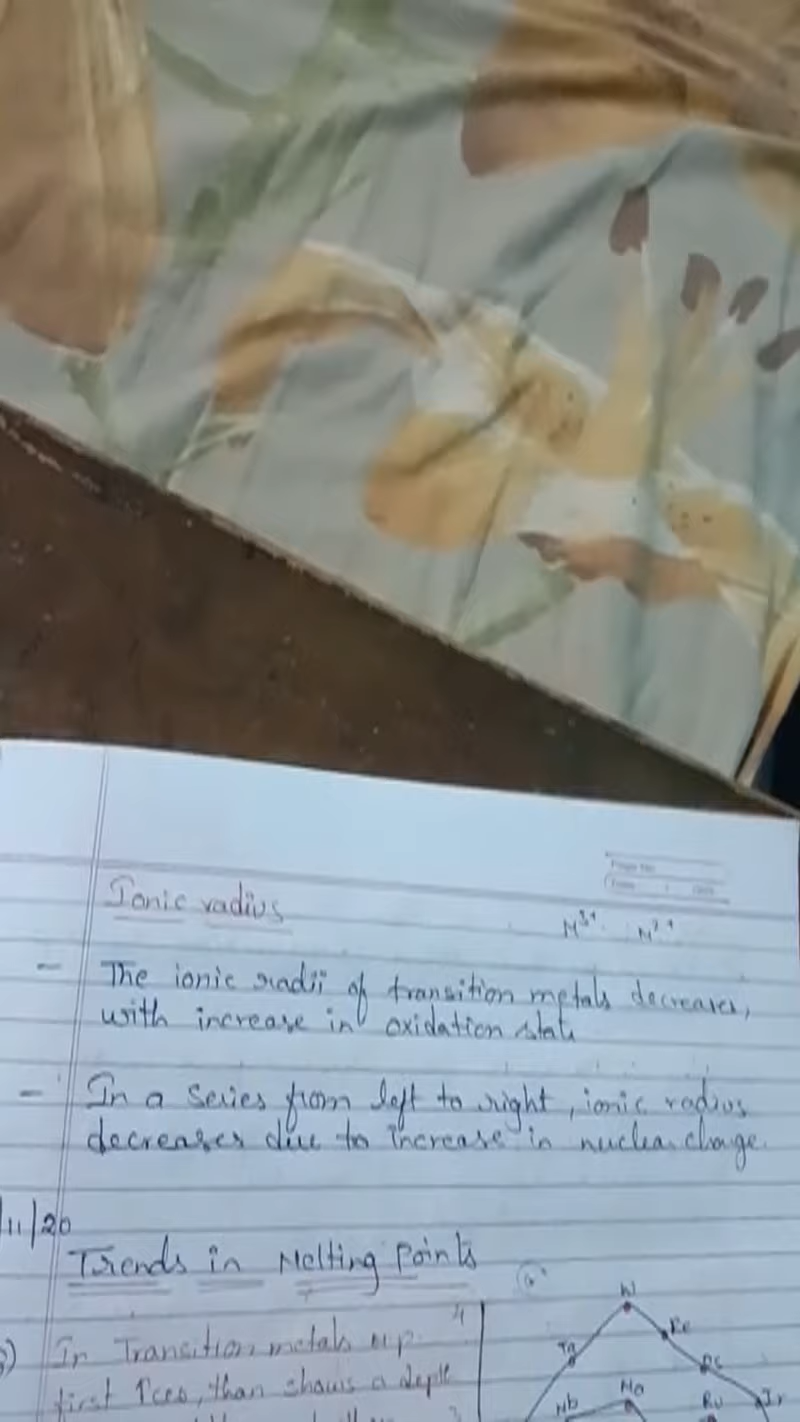 Ionic radius
M³⁺ M²⁺
- The ionic radii of transition metals decreases,
with increase in oxidation state
- In a series from left to right, ionic radius
decreases due to increase in nuclear charge.
/11/20
Trends in Melting Points
In Transition metals m.p.
first rises, than shows a
W
Re
Ta
Os
Ir
Nb
Mo
Ru